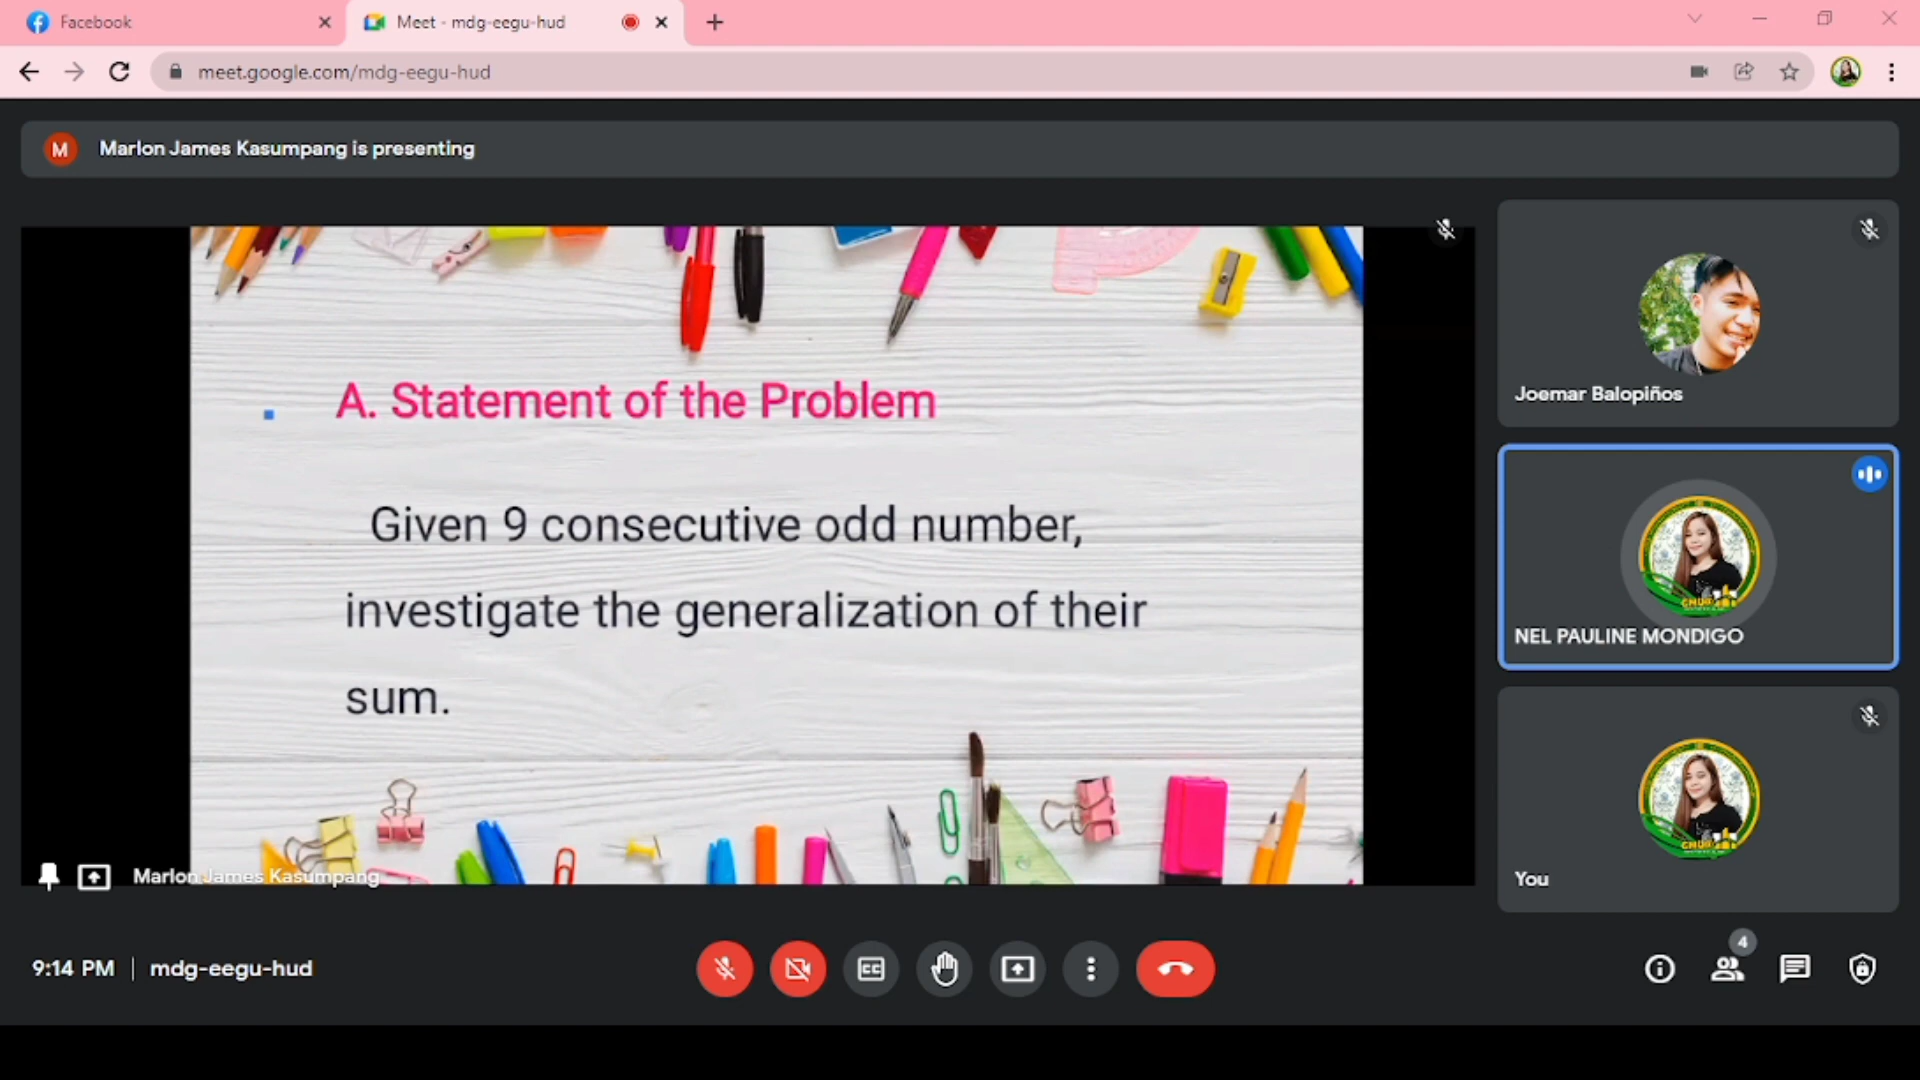 Facebook
Meet - mdg-eegu-hud
meet.google.com/mdg-eegu-hud
M
Marlon James Kasumpang is presenting
A. Statement of the Problem
Given 9 consecutive odd number,
investigate the generalization of their
sum.
Marlon James Kasumpang
Joemar Balopiños
NEL PAULINE MONDIGO
You
9:14 PM | mdg-eegu-hud
CC
4